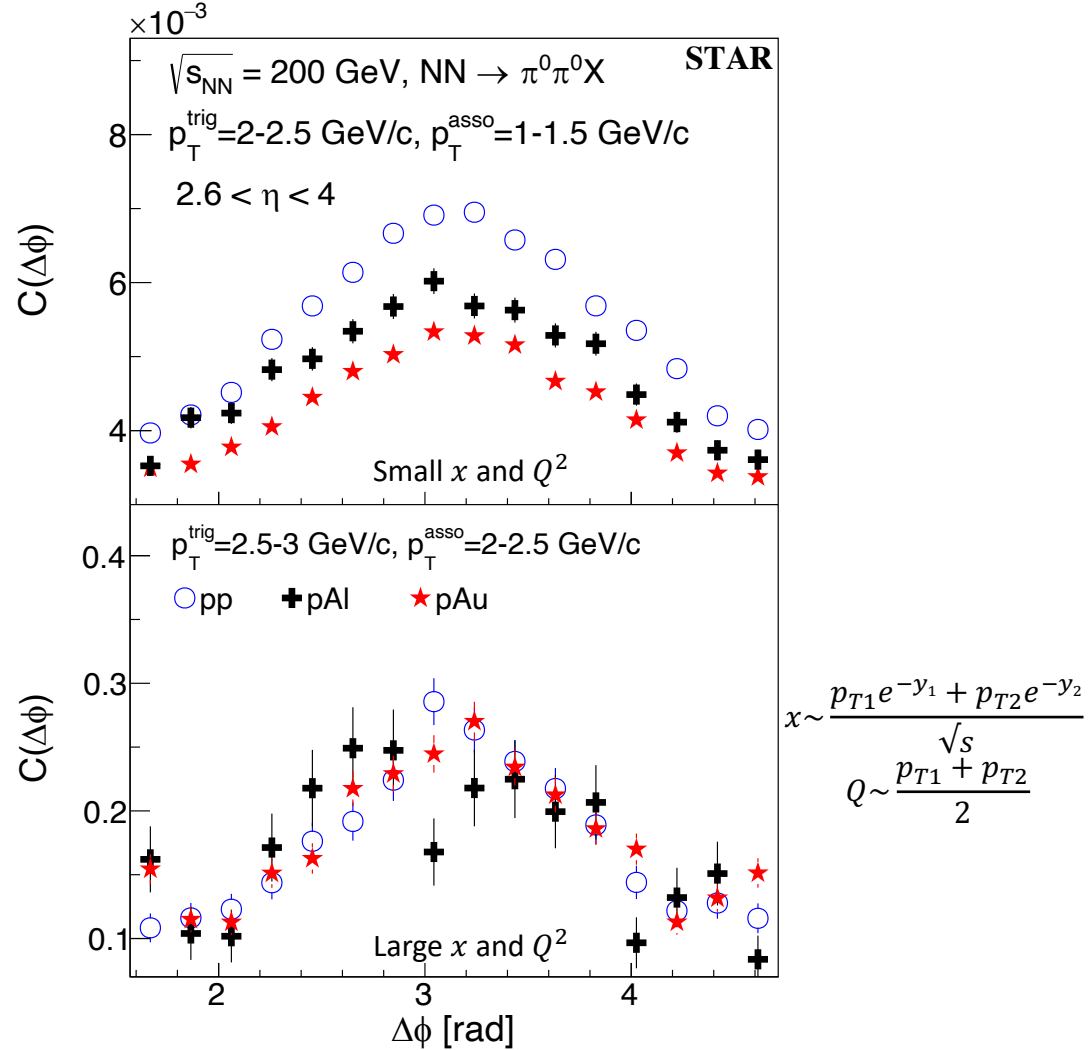 ×10⁻³
STAR
√s_NN = 200 GeV, NN → π⁰π⁰X
p_T^trig=2-2.5 GeV/c, p_T^asso=1-1.5 GeV/c
2.6 < η < 4
8
6
4
C(Δϕ)
Small x and Q²
p_T^trig=2.5-3 GeV/c, p_T^asso=2-2.5 GeV/c
pp pAl pAu
0.4
0.3
0.2
0.1
C(Δϕ)
Large x and Q²
2 3 4
Δϕ [rad]
x~ (p_T1 e^−y₁ + p_T2 e^−y₂) / √s
Q~ (p_T1 + p_T2) / 2